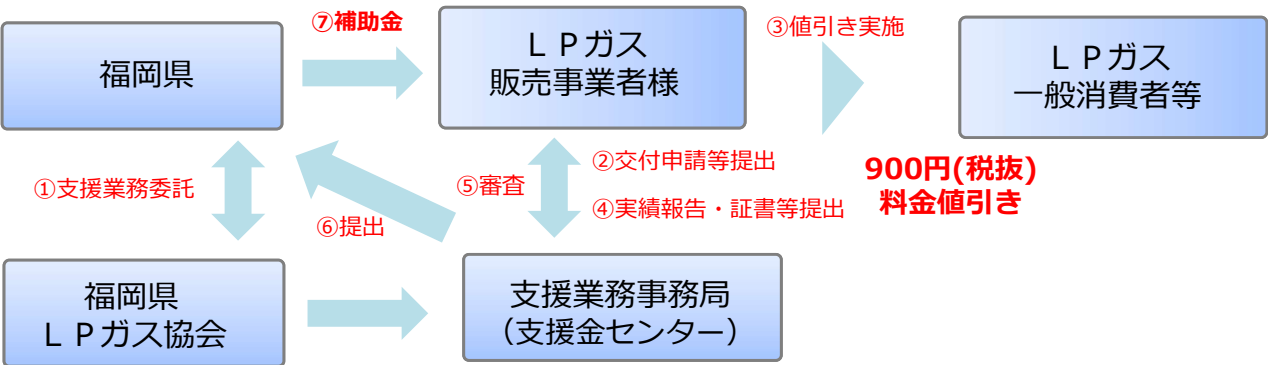 ⑦補助金
③値引き実施
福岡県
ＬＰガス
販売事業者様
ＬＰガス
一般消費者等
①支援業務委託
⑤審査
②交付申請等提出
④実績報告・証書等提出
900円(税抜)
料金値引き
⑥提出
福岡県
ＬＰガス協会
支援業務事務局
（支援金センター）